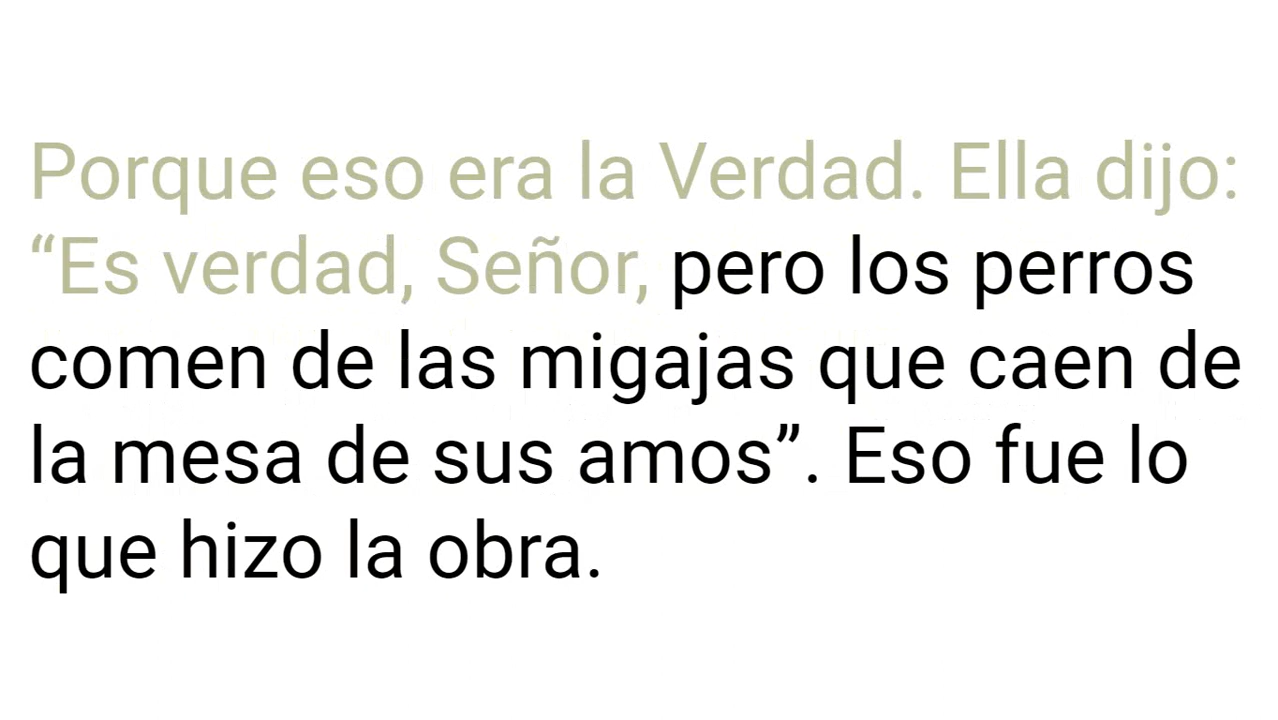 Porque eso era la Verdad. Ella dijo:
“Es verdad, Señor, pero los perros
comen de las migajas que caen de
la mesa de sus amos”. Eso fue lo
que hizo la obra.